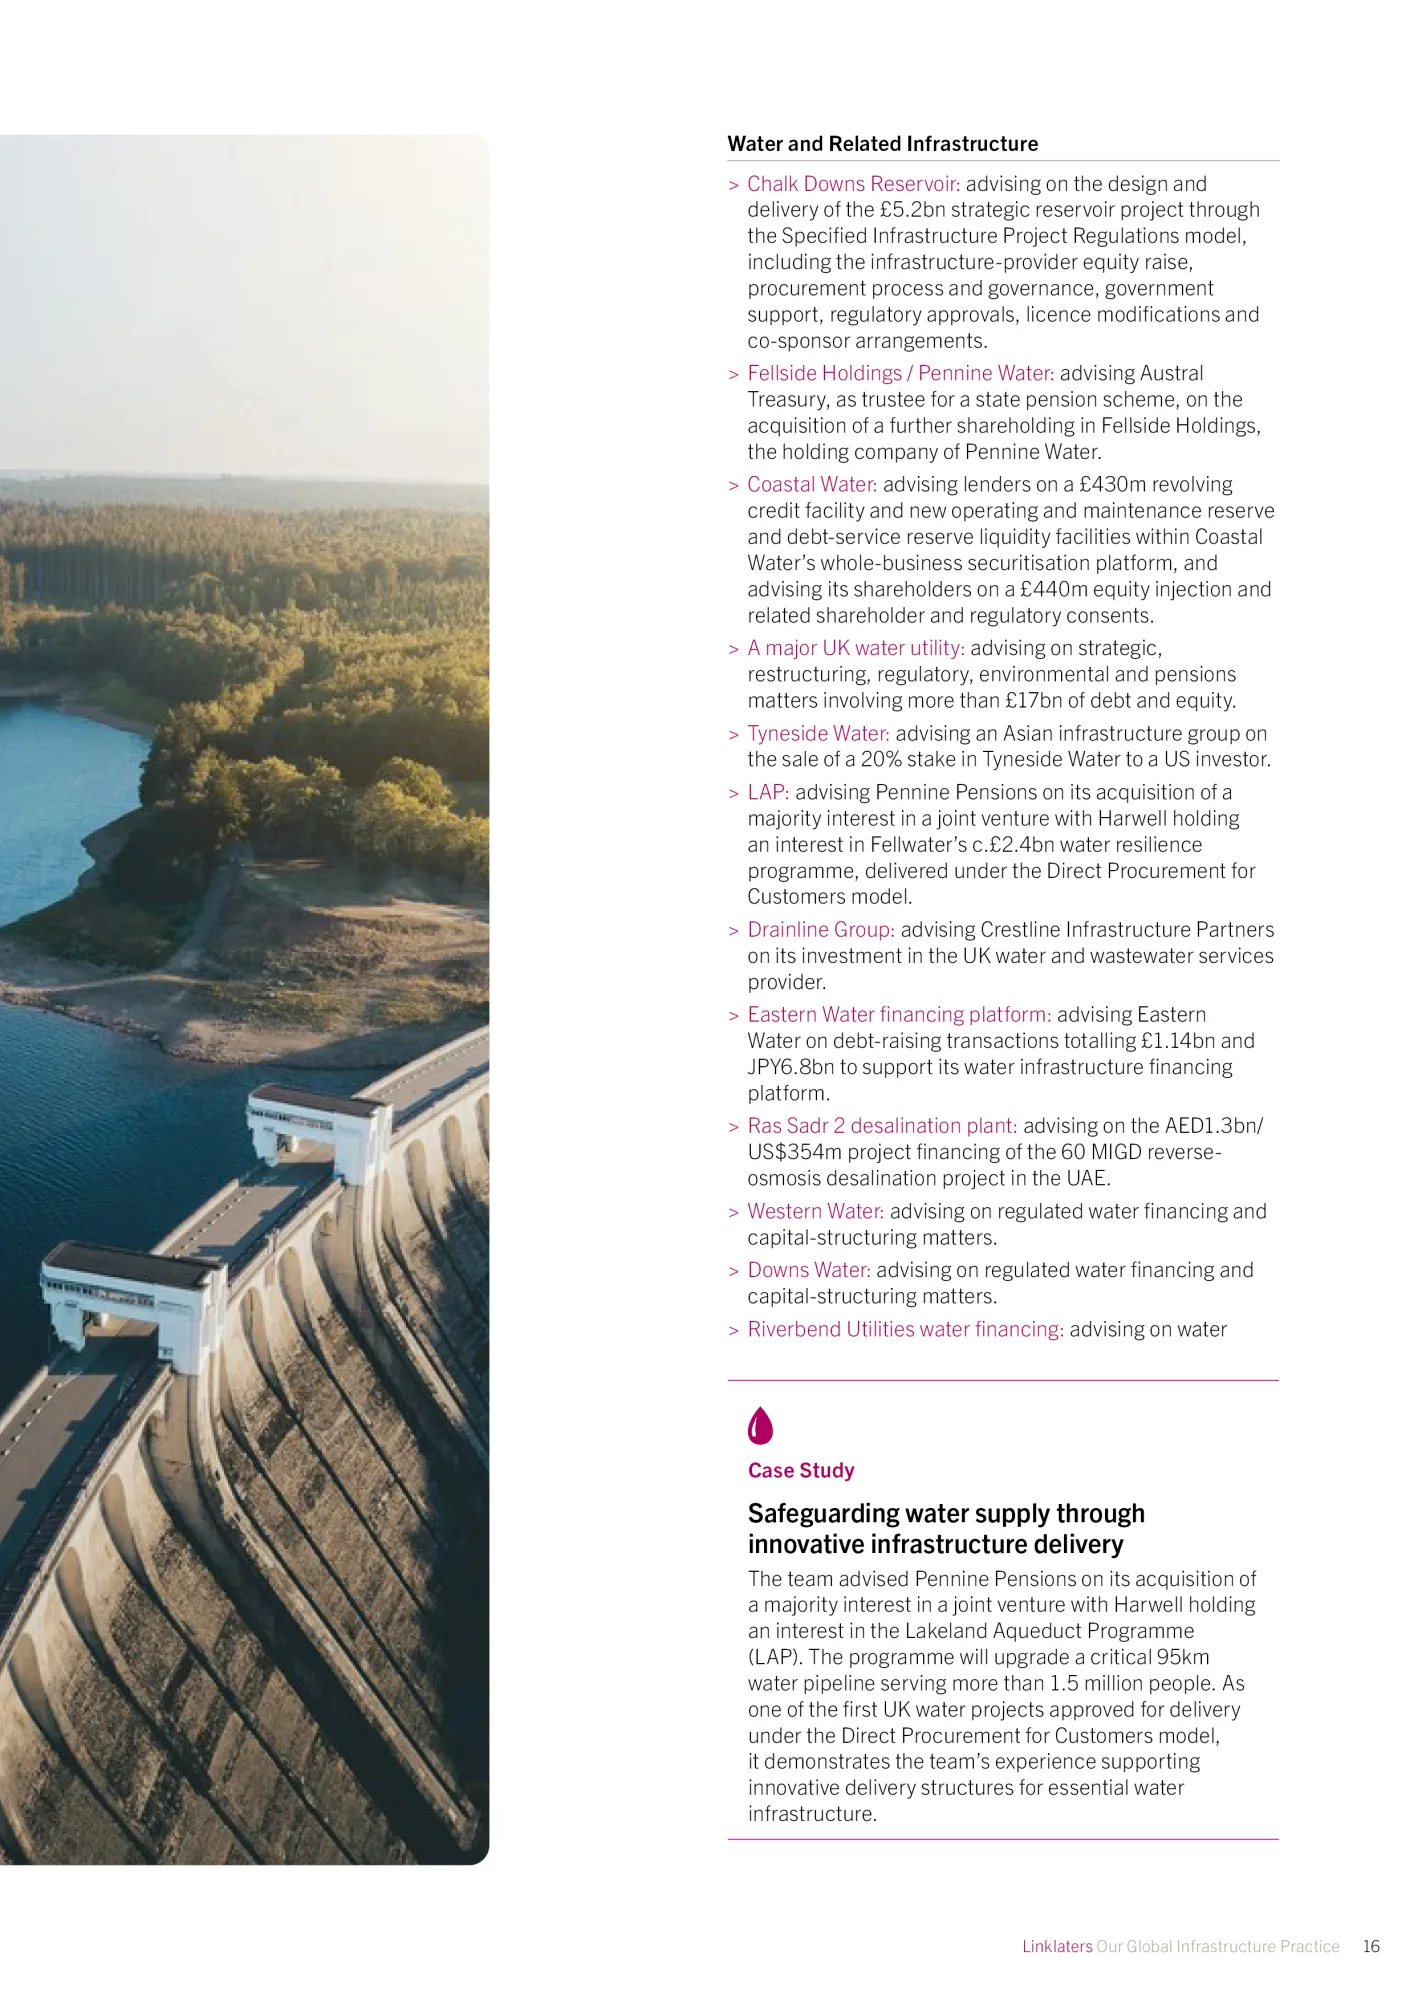 Water and Related Infrastructure
> Chalk Downs Reservoir: advising on the design and
delivery of the £5.2bn strategic reservoir project through
the Specified Infrastructure Project Regulations model,
including the infrastructure-provider equity raise,
procurement process and governance, government
support, regulatory approvals, licence modifications and
co-sponsor arrangements.
> Fellside Holdings / Pennine Water: advising Austral
Treasury, as trustee for a state pension scheme, on the
acquisition of a further shareholding in Fellside Holdings,
the holding company of Pennine Water.
> Coastal Water: advising lenders on a £430m revolving
credit facility and new operating and maintenance reserve
and debt-service reserve liquidity facilities within Coastal
Water’s whole-business securitisation platform, and
advising its shareholders on a £440m equity injection and
related shareholder and regulatory consents.
> A major UK water utility: advising on strategic,
restructuring, regulatory, environmental and pensions
matters involving more than £17bn of debt and equity.
> Tyneside Water: advising an Asian infrastructure group on
the sale of a 20% stake in Tyneside Water to a US investor.
> LAP: advising Pennine Pensions on its acquisition of a
majority interest in a joint venture with Harwell holding
an interest in Fellwater’s c.£2.4bn water resilience
programme, delivered under the Direct Procurement for
Customers model.
> Drainline Group: advising Crestline Infrastructure Partners
on its investment in the UK water and wastewater services
provider.
> Eastern Water financing platform: advising Eastern
Water on debt-raising transactions totalling £1.14bn and
JPY6.8bn to support its water infrastructure financing
platform.
> Ras Sadr 2 desalination plant: advising on the AED1.3bn/
US$354m project financing of the 60 MIGD reverse-
osmosis desalination project in the UAE.
> Western Water: advising on regulated water financing and
capital-structuring matters.
> Downs Water: advising on regulated water financing and
capital-structuring matters.
> Riverbend Utilities water financing: advising on water
Case Study
Safeguarding water supply through
innovative infrastructure delivery
The team advised Pennine Pensions on its acquisition of
a majority interest in a joint venture with Harwell holding
an interest in the Lakeland Aqueduct Programme
(LAP). The programme will upgrade a critical 95km
water pipeline serving more than 1.5 million people. As
one of the first UK water projects approved for delivery
under the Direct Procurement for Customers model,
it demonstrates the team’s experience supporting
innovative delivery structures for essential water
infrastructure.
Linklaters Our Global Infrastructure Practice 16